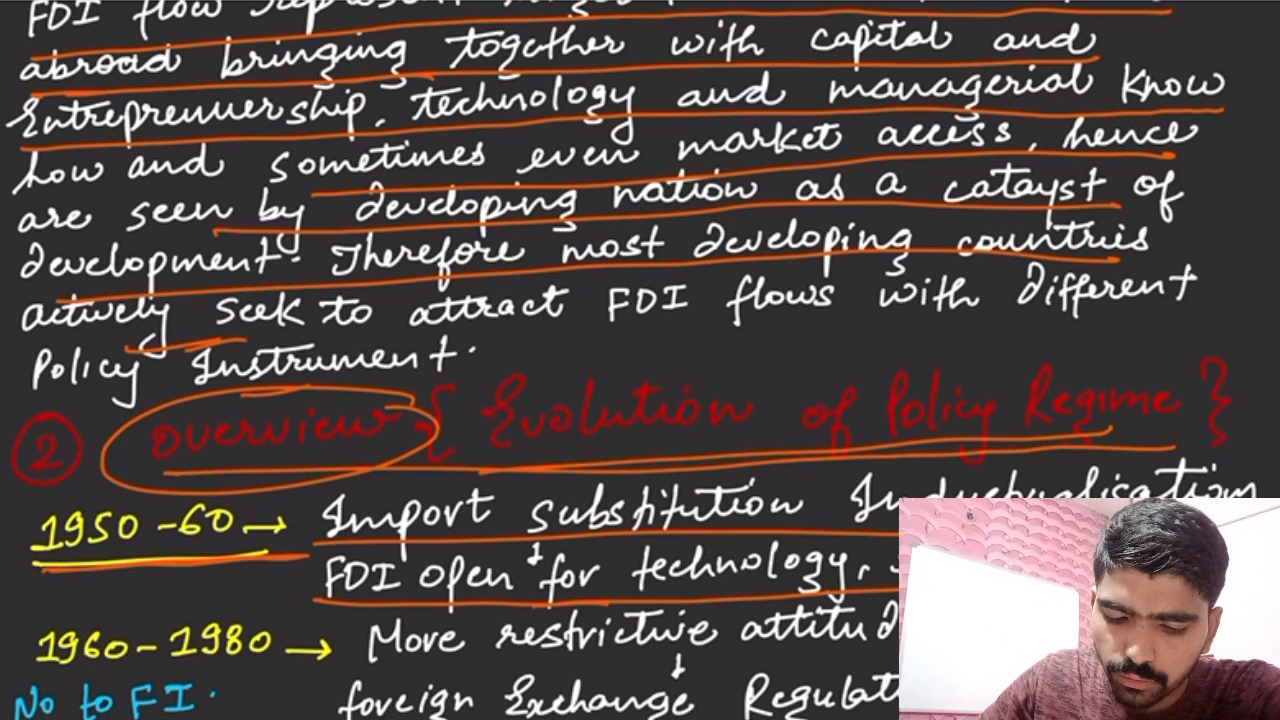 FDI flow
abroad bringing together with capital and
Entreprenuership, technology and managerial know
how and sometimes even market access, hence
are seen by developing nation as a catayst of
development. Therefore most developing countries
actively seek to attract FDI flows with different
Policy Instrument.
② overview { Evolution of Policy Regime }
1950-60 → Import substitution
FDI open for technology,
1960-1980 → More restrictive
No to FI. foreign Exchange